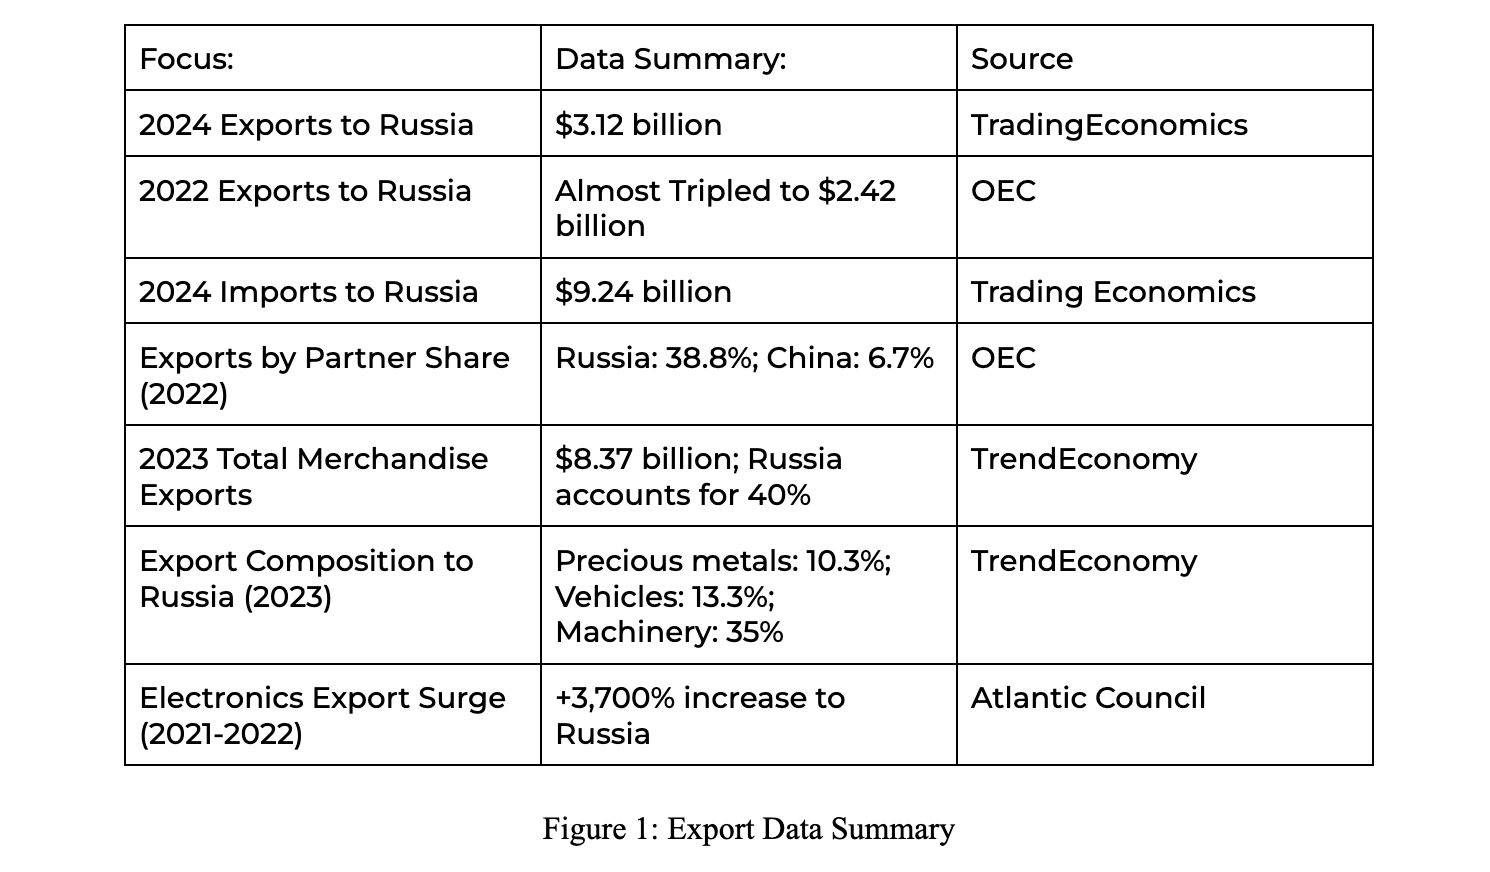 Focus:
Data Summary:
Source
2024 Exports to Russia
$3.12 billion
TradingEconomics
2022 Exports to Russia
Almost Tripled to $2.42
billion
OEC
2024 Imports to Russia
$9.24 billion
Trading Economics
Exports by Partner Share
(2022)
Russia: 38.8%; China: 6.7%
OEC
2023 Total Merchandise
Exports
$8.37 billion; Russia
accounts for 40%
TrendEconomy
Export Composition to
Russia (2023)
Precious metals: 10.3%;
Vehicles: 13.3%;
Machinery: 35%
TrendEconomy
Electronics Export Surge
(2021-2022)
+3,700% increase to
Russia
Atlantic Council
Figure 1: Export Data Summary